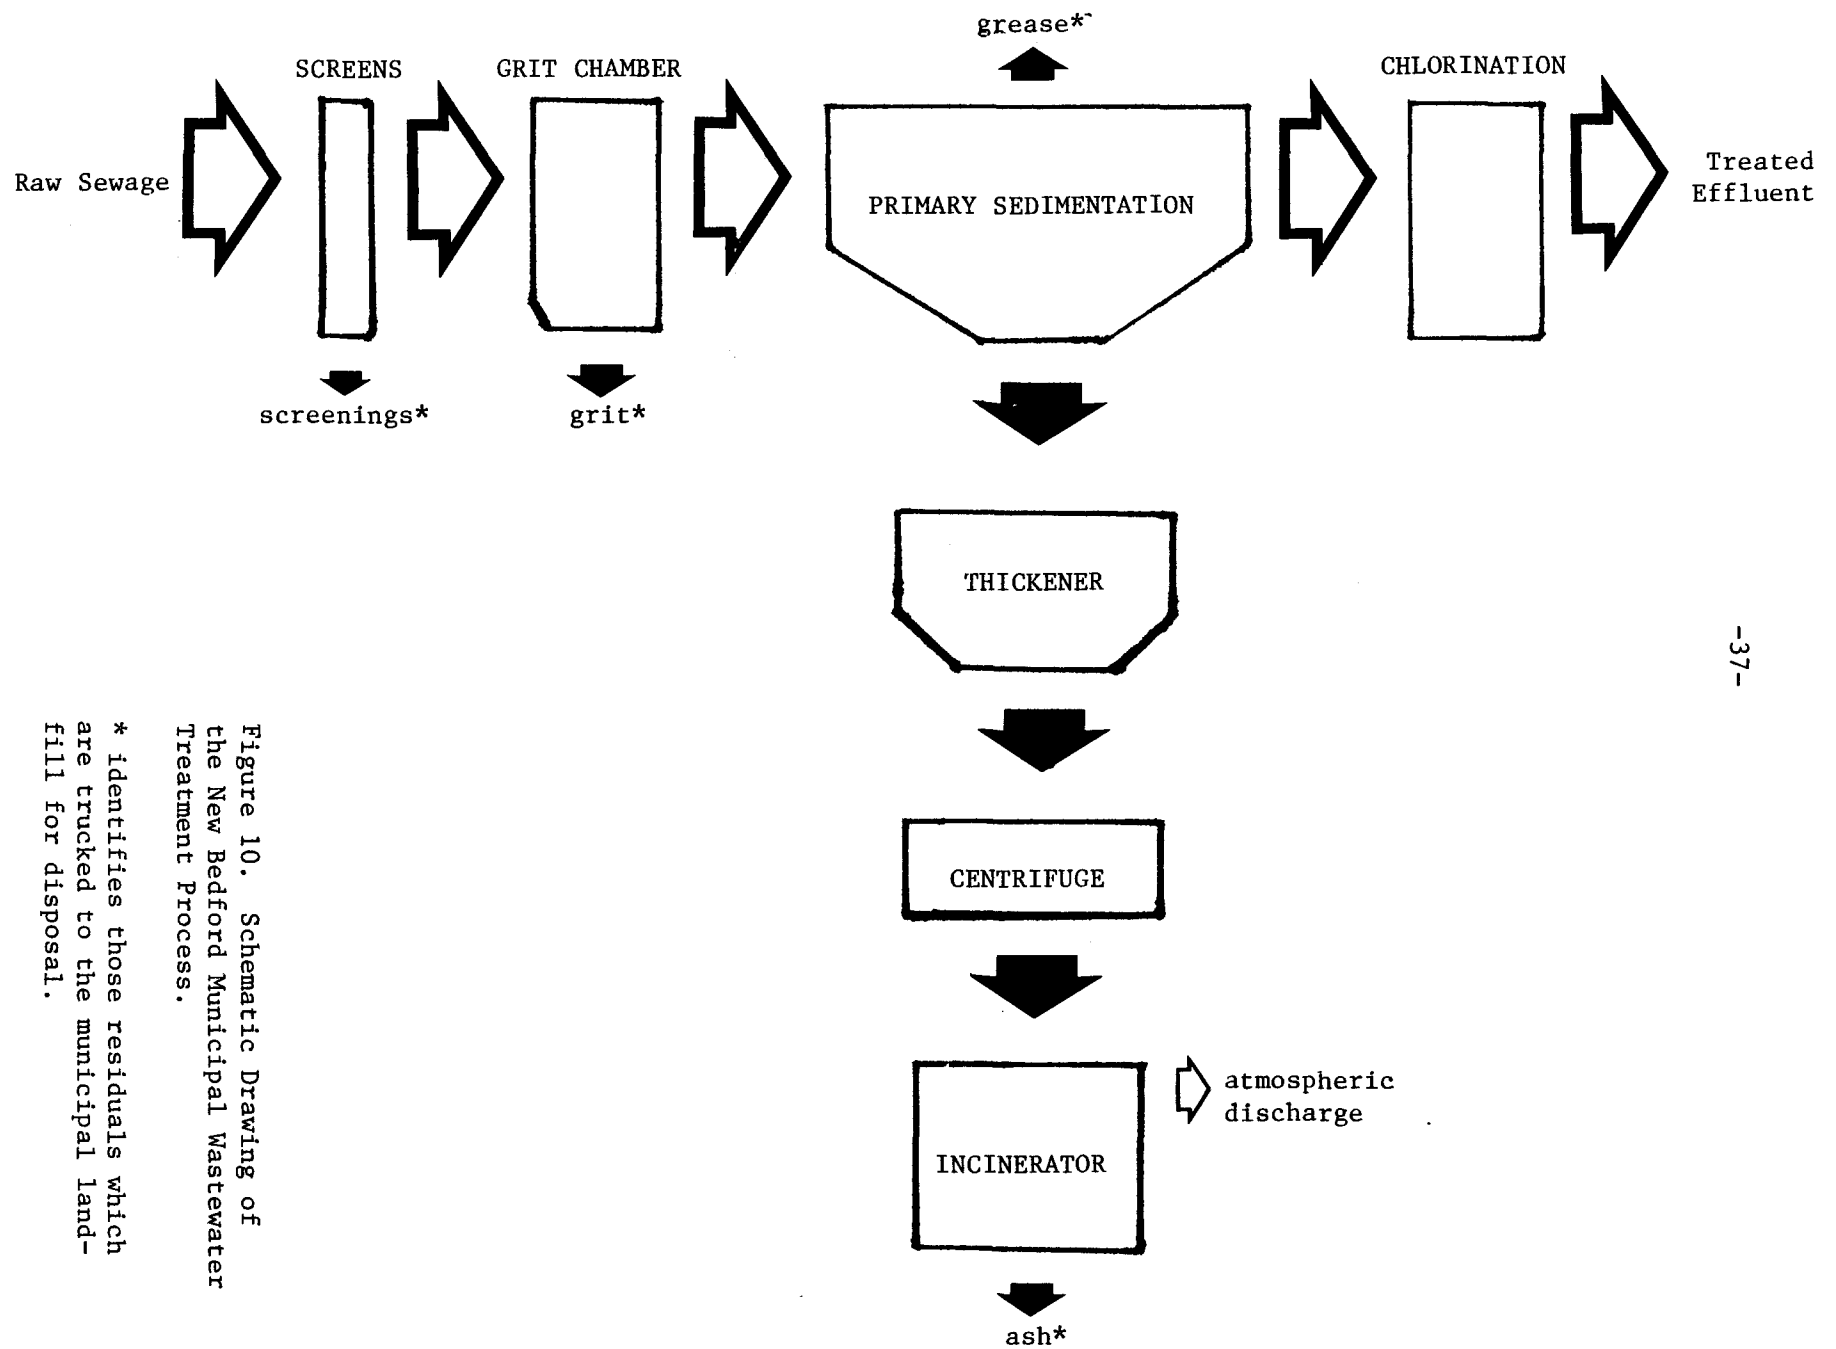 grease*
SCREENS
GRIT CHAMBER
CHLORINATION
Raw Sewage
PRIMARY SEDIMENTATION
Treated
Effluent
screenings*
grit*
THICKENER
CENTRIFUGE
INCINERATOR
atmospheric
discharge
ash*
-37-
Figure 10. Schematic Drawing of
the New Bedford Municipal Wastewater
Treatment Process.
* identifies those residuals which
are trucked to the municipal land-
fill for disposal.